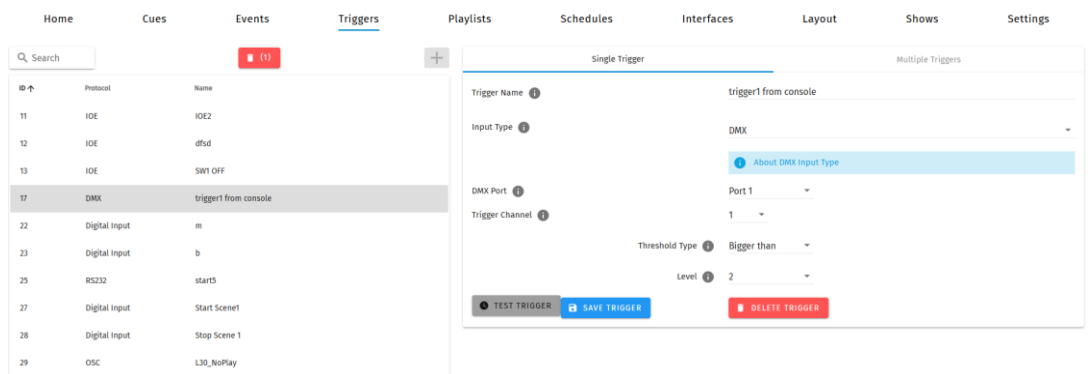 Home Cues Events Triggers Playlists Schedules Interfaces Layout Shows Settings
Search (1)
ID Protocol Name
11 IOE IOE2
12 IOE dfsd
13 IOE SW1 OFF
17 DMX trigger1 from console
22 Digital Input m
23 Digital Input b
25 RS232 start5
27 Digital Input Start Scene1
28 Digital Input Stop Scene 1
29 OSC L30_NoPlay
Single Trigger Multiple Triggers
Trigger Name trigger1 from console
Input Type DMX
About DMX Input Type
DMX Port Port 1
Trigger Channel 1
Threshold Type Bigger than
Level 2
TEST TRIGGER SAVE TRIGGER DELETE TRIGGER